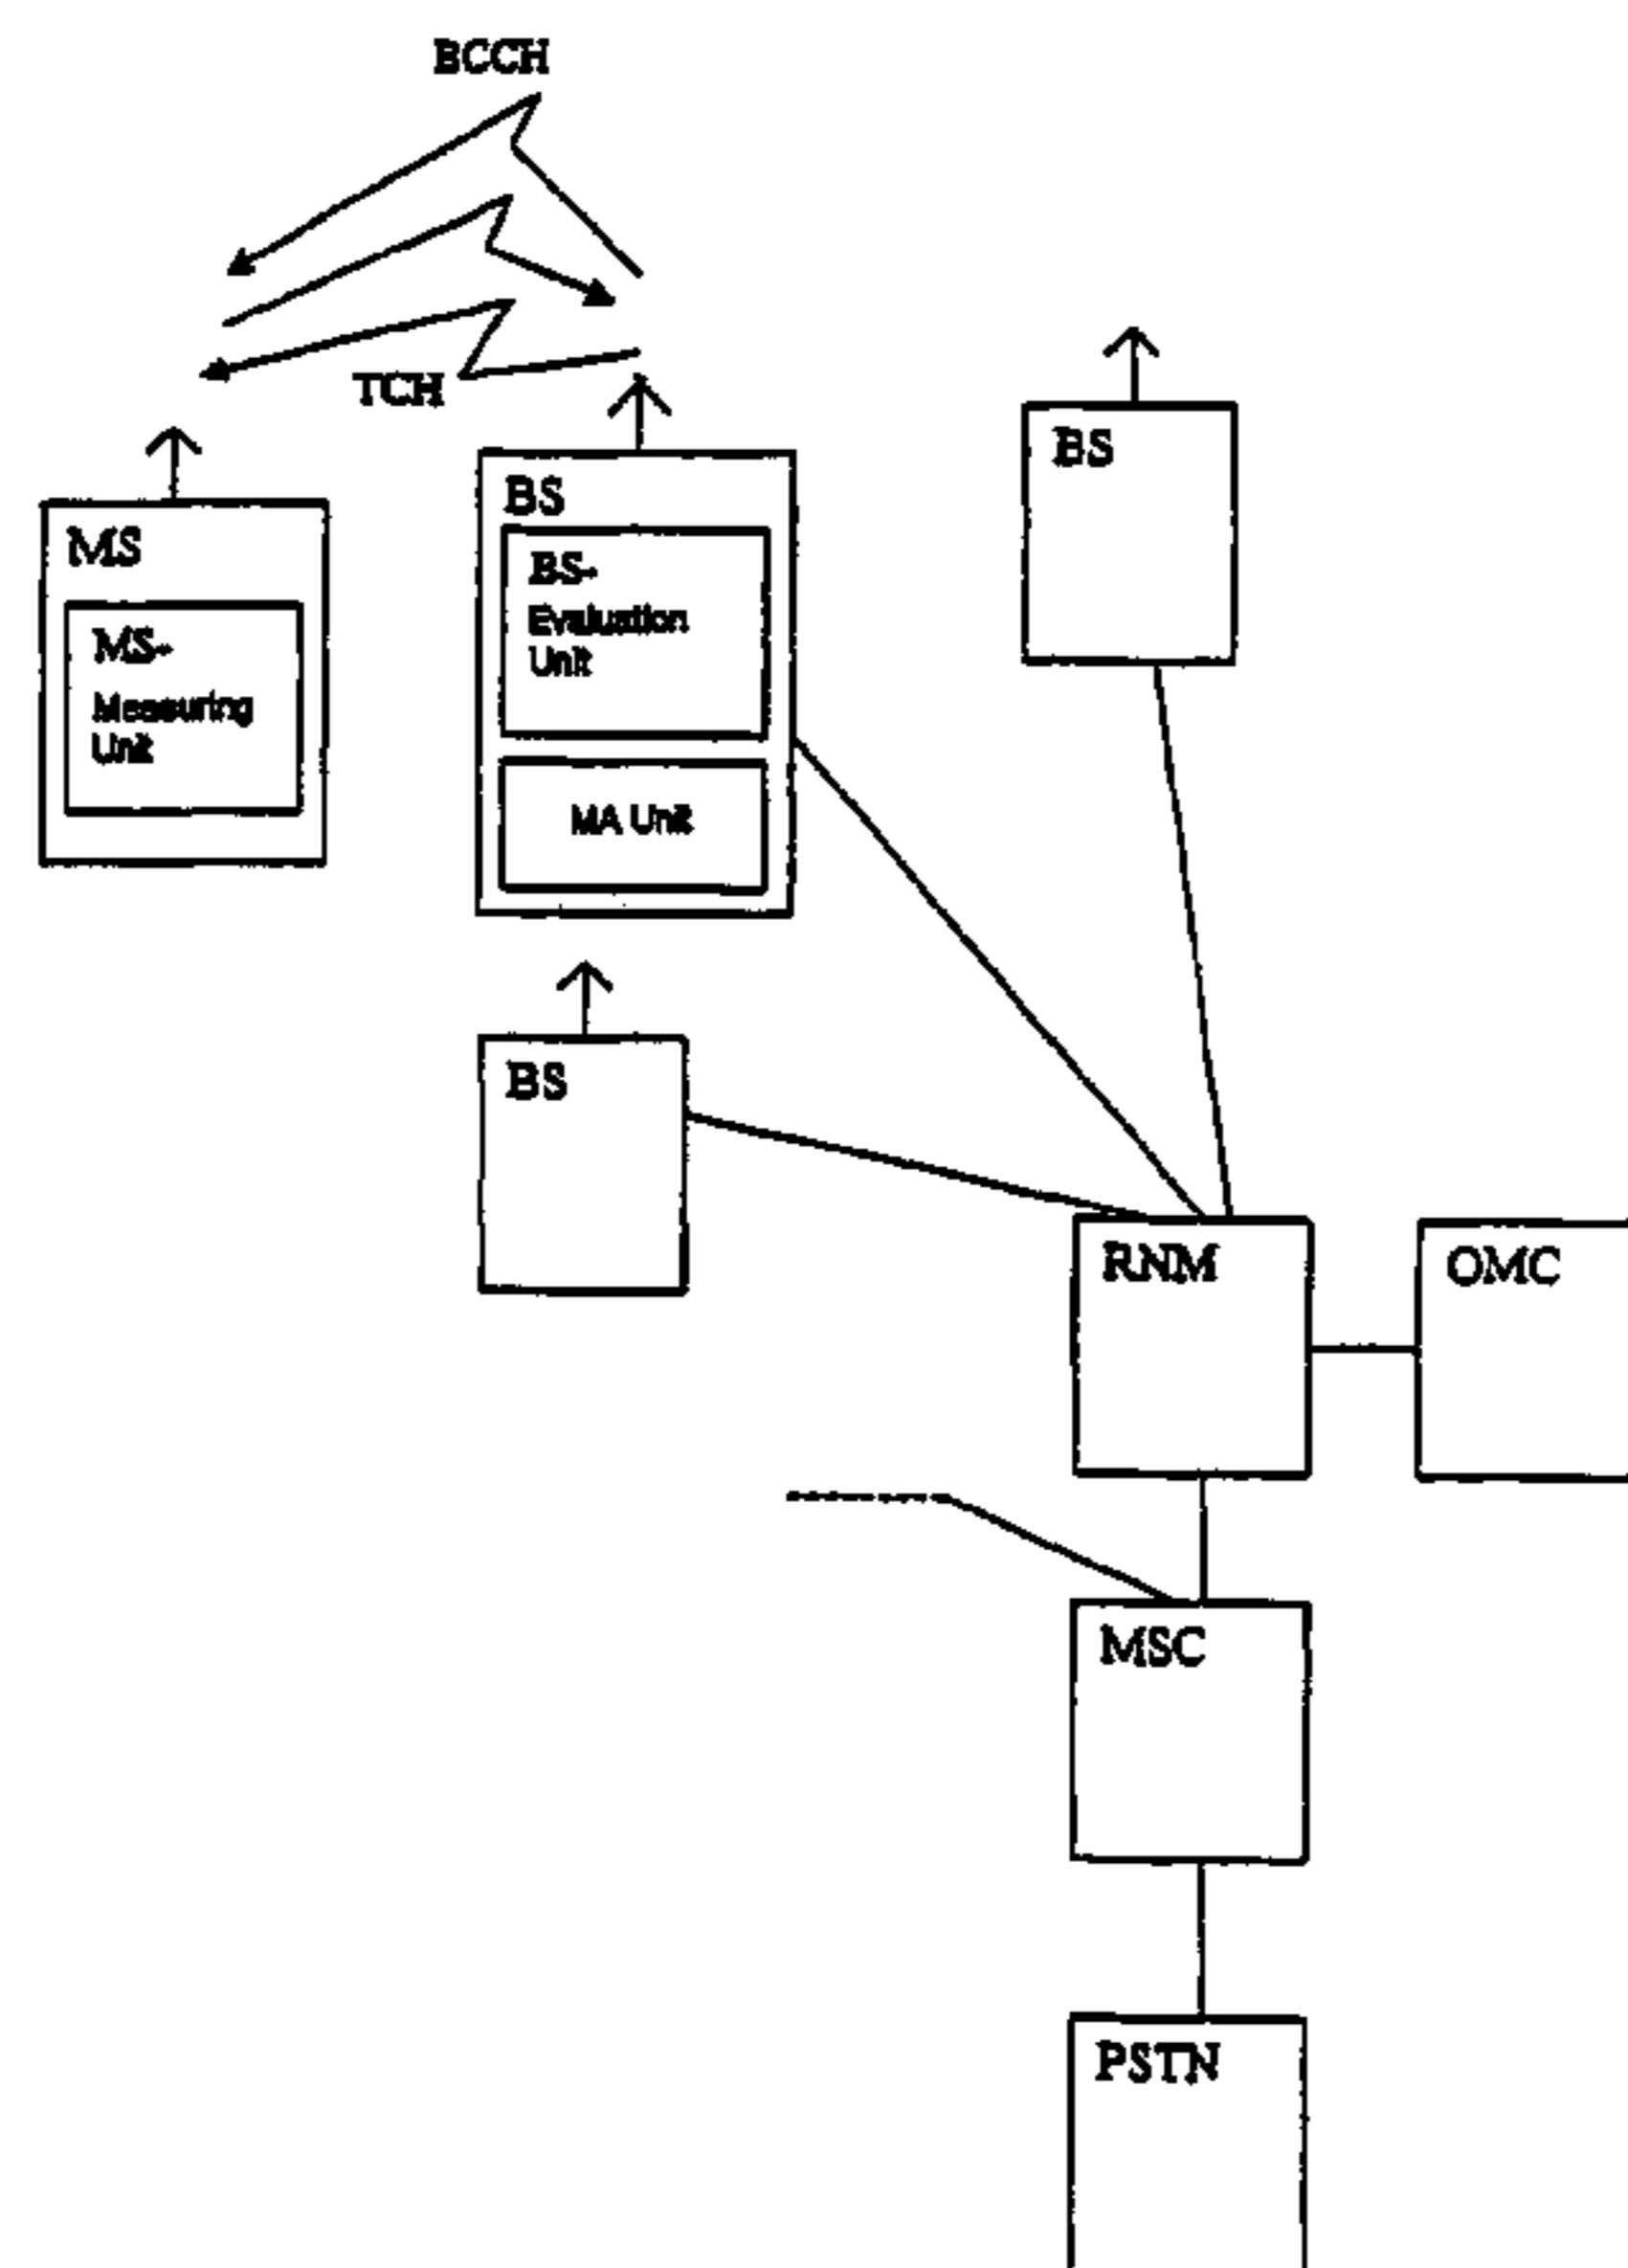 BCCH
TCH
BS
MS
BS
BS-
Evaluation
Unit
MS-
Measuring
Unit
MA Unit
BS
RNM
OMC
MSC
PSTN